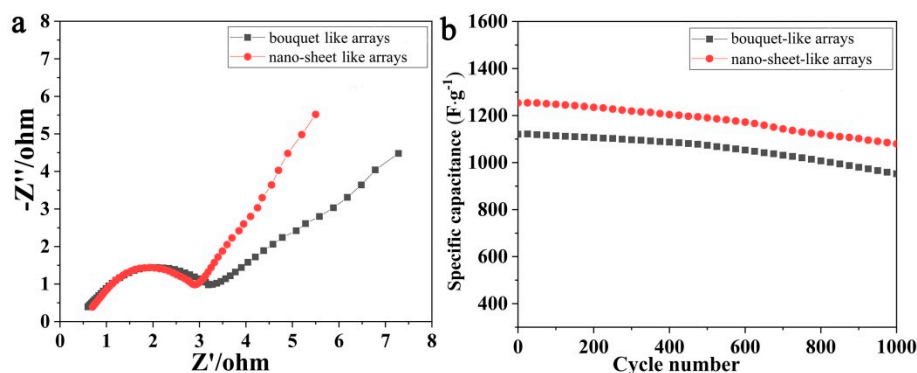 a
bouquet like arrays
nano-sheet like arrays
-Z''/ohm
8
7
6
5
4
3
2
1
0
0 1 2 3 4 5 6 7 8
Z'/ohm
b
bouquet-like arrays
nano-sheet-like arrays
Specific capacitance (F·g⁻¹)
1600
1400
1200
1000
800
600
400
0 200 400 600 800 1000
Cycle number